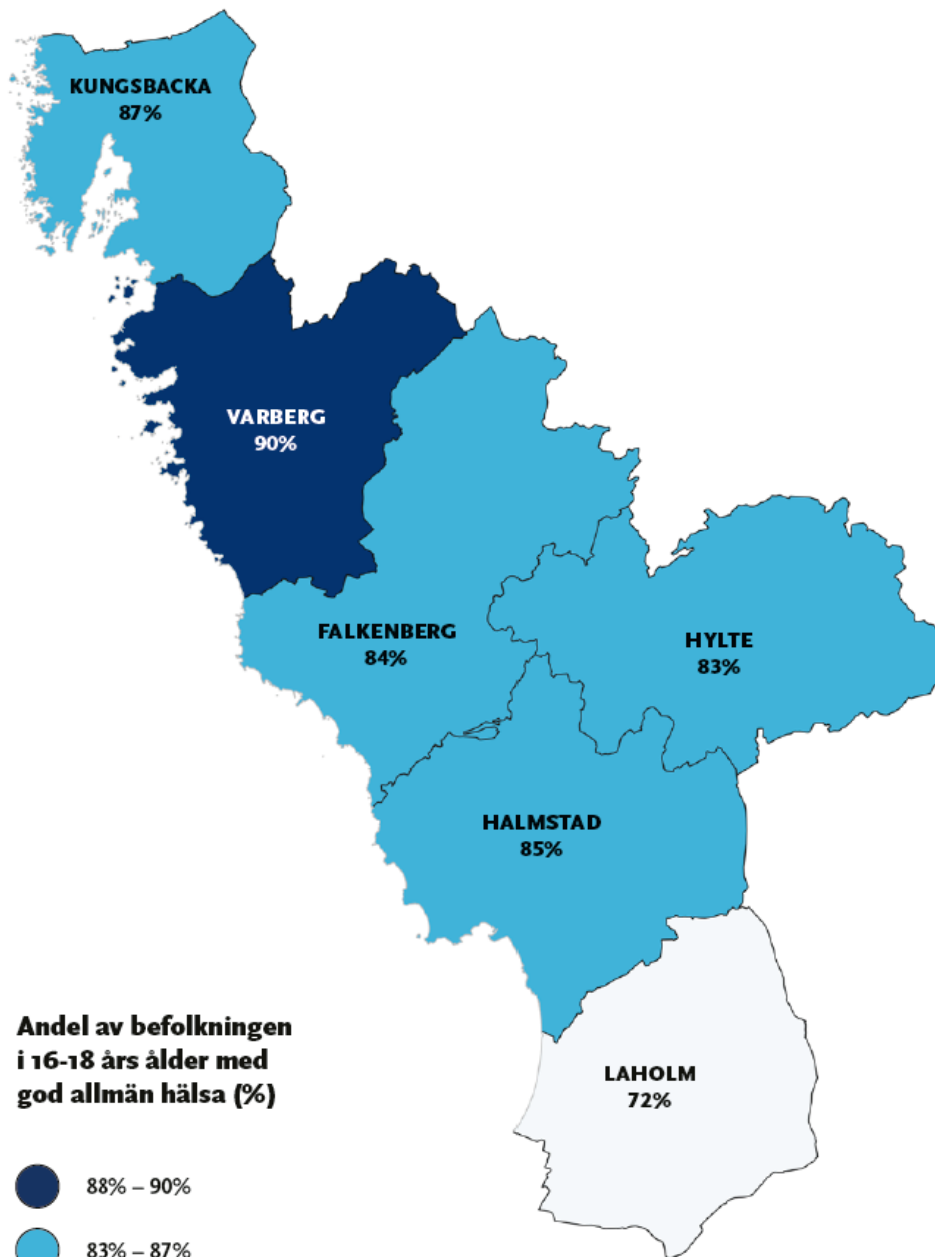 KUNGSBACKA
87%
VARBERG
90%
FALKENBERG
84%
HYLTE
83%
HALMSTAD
85%
LAHOLM
72%
Andel av befolkningen
i 16-18 års ålder med
god allmän hälsa (%)
88% – 90%
83% – 87%